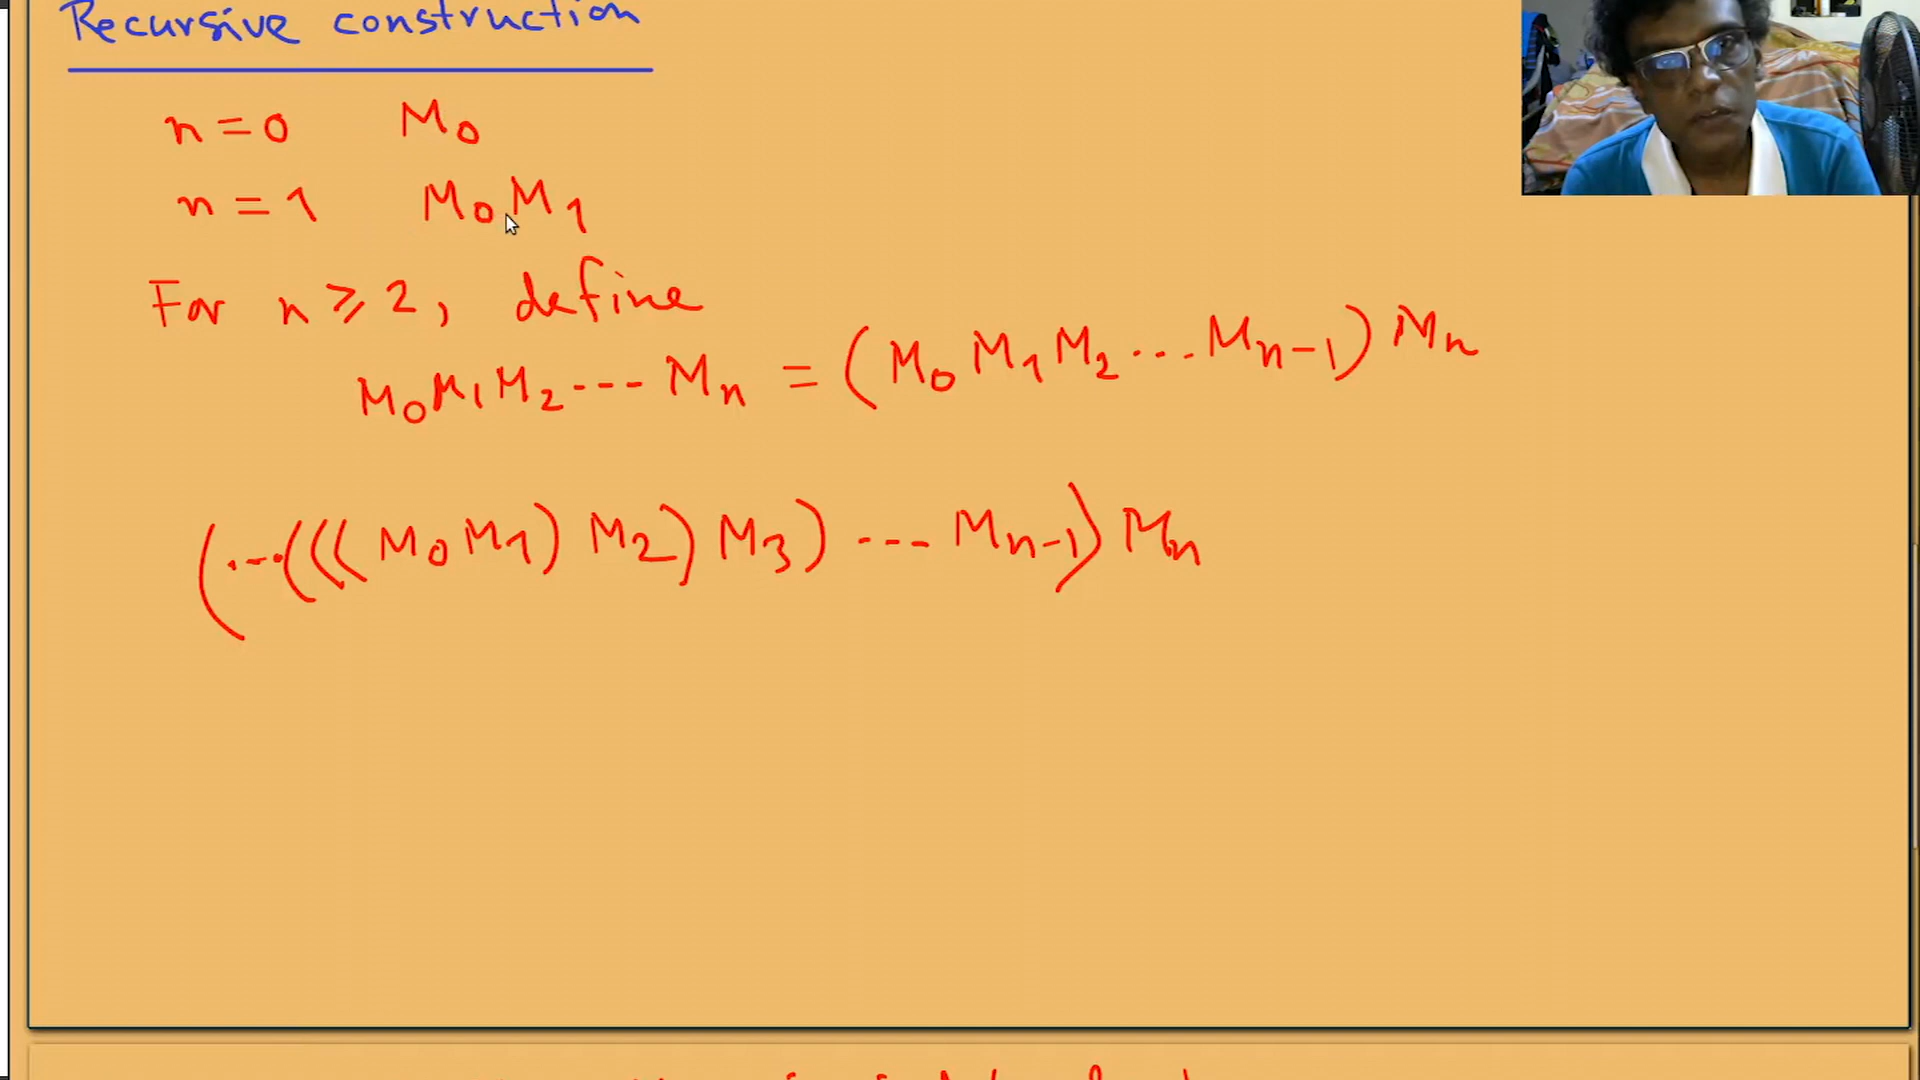 Recursive construction
n = 0 M₀
n = 1 M₀M₁
For n ≥ 2, define
M₀M₁M₂ --- Mₙ = (M₀M₁M₂ ... Mₙ₋₁) Mₙ
(...(((M₀M₁) M₂) M₃) --- Mₙ₋₁) Mₙ